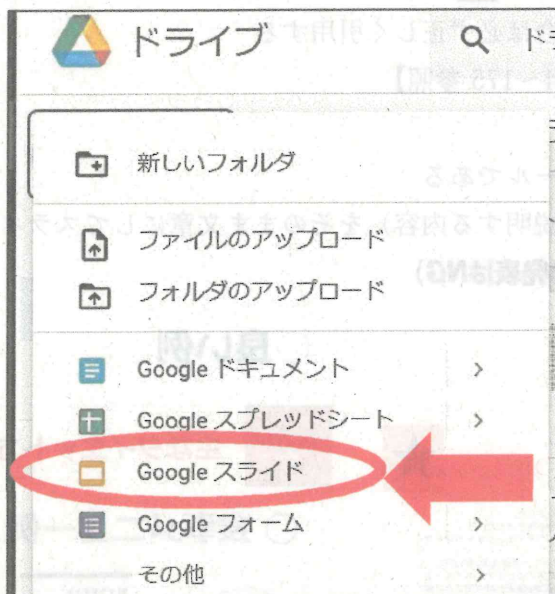 ドライブ
新しいフォルダ
ファイルのアップロード
フォルダのアップロード
Google ドキュメント
Google スプレッドシート
Google スライド
Google フォーム
その他